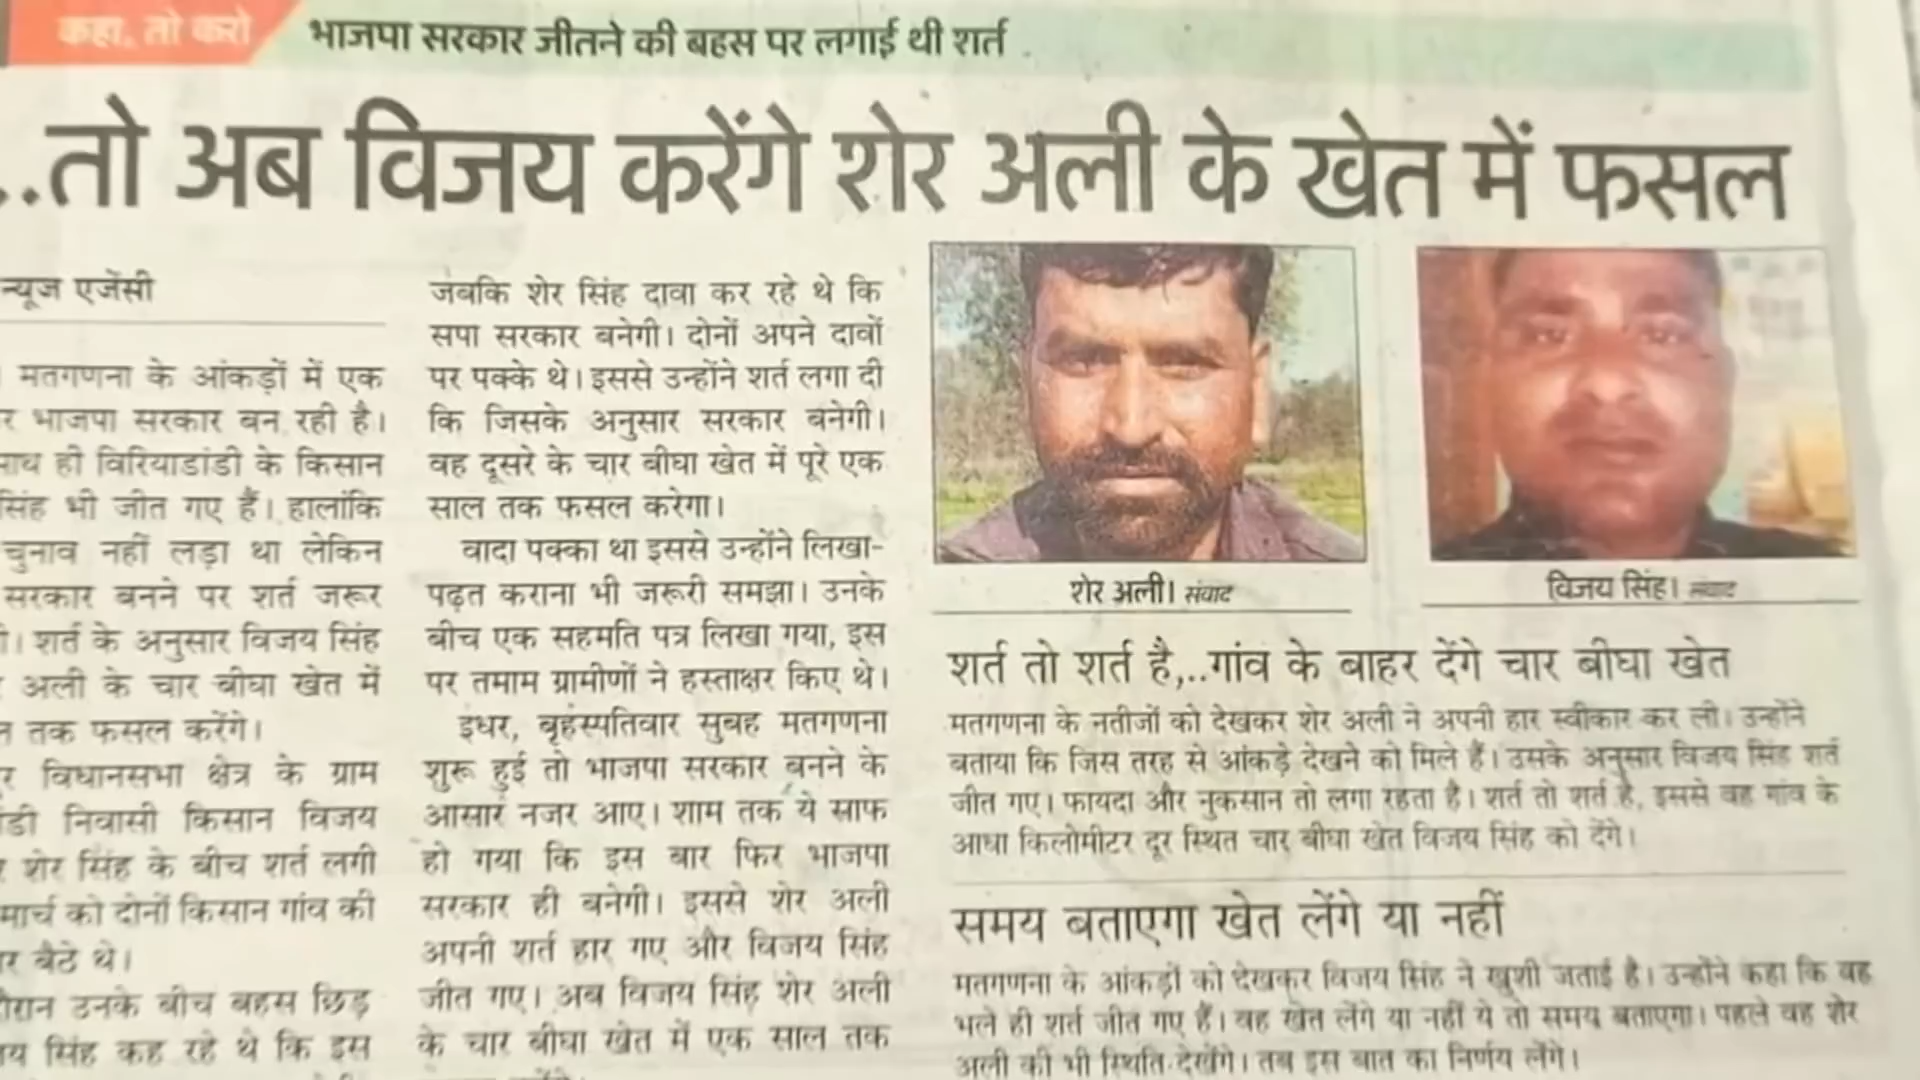 कहा, तो करो
भाजपा सरकार जीतने की बहस पर लगाई थी शर्त
..तो अब विजय करेंगे शेर अली के खेत में फसल
न्यूज एजेंसी
मतगणना के आंकड़ों में एक
भाजपा सरकार बन रही है।
ही विरियाडांडी के किसान
सिंह भी जीत गए हैं। हालांकि
चुनाव नहीं लड़ा था लेकिन
सरकार बनने पर शर्त जरूर
शर्त के अनुसार विजय सिंह
अली के चार बीघा खेत में
तक फसल करेंगे।
विधानसभा क्षेत्र के ग्राम
निवासी किसान विजय
शेर सिंह के बीच शर्त लगी
मार्च को दोनों किसान गांव की
बैठे थे।
उनके बीच बहस छिड़
सिंह कह रहे थे कि इस
जबकि शेर सिंह दावा कर रहे थे कि
सपा सरकार बनेगी। दोनों अपने दावों
पर पक्के थे। इससे उन्होंने शर्त लगा दी
कि जिसके अनुसार सरकार बनेगी।
वह दूसरे के चार बीघा खेत में पूरे एक
साल तक फसल करेगा।
वादा पक्का था इससे उन्होंने लिखा-
पढ़त कराना भी जरूरी समझा। उनके
बीच एक सहमति पत्र लिखा गया, इस
पर तमाम ग्रामीणों ने हस्ताक्षर किए थे।
इधर, बृहस्पतिवार सुबह मतगणना
शुरू हुई तो भाजपा सरकार बनने के
आसार नजर आए। शाम तक ये साफ
हो गया कि इस बार फिर भाजपा
सरकार ही बनेगी। इससे शेर अली
अपनी शर्त हार गए और विजय सिंह
जीत गए। अब विजय सिंह शेर अली
के चार बीघा खेत में एक साल तक
शेर अली। संवाद
विजय सिंह। संवाद
शर्त तो शर्त है,..गांव के बाहर देंगे चार बीघा खेत
मतगणना के नतीजों को देखकर शेर अली ने अपनी हार स्वीकार कर ली। उन्होंने
बताया कि जिस तरह से आंकड़े देखने को मिले हैं। उसके अनुसार विजय सिंह शर्त
जीत गए। फायदा और नुकसान तो लगा रहता है। शर्त तो शर्त है, इससे वह गांव के
आधा किलोमीटर दूर स्थित चार बीघा खेत विजय सिंह को देंगे।
समय बताएगा खेत लेंगे या नहीं
मतगणना के आंकड़ों को देखकर विजय सिंह ने खुशी जताई है। उन्होंने कहा कि वह
भले ही शर्त जीत गए हैं। वह खेत लेंगे या नहीं ये तो समय बताएगा। पहले वह शेर
अली की भी स्थिति देखेंगे। तब इस बात का निर्णय लेंगे।